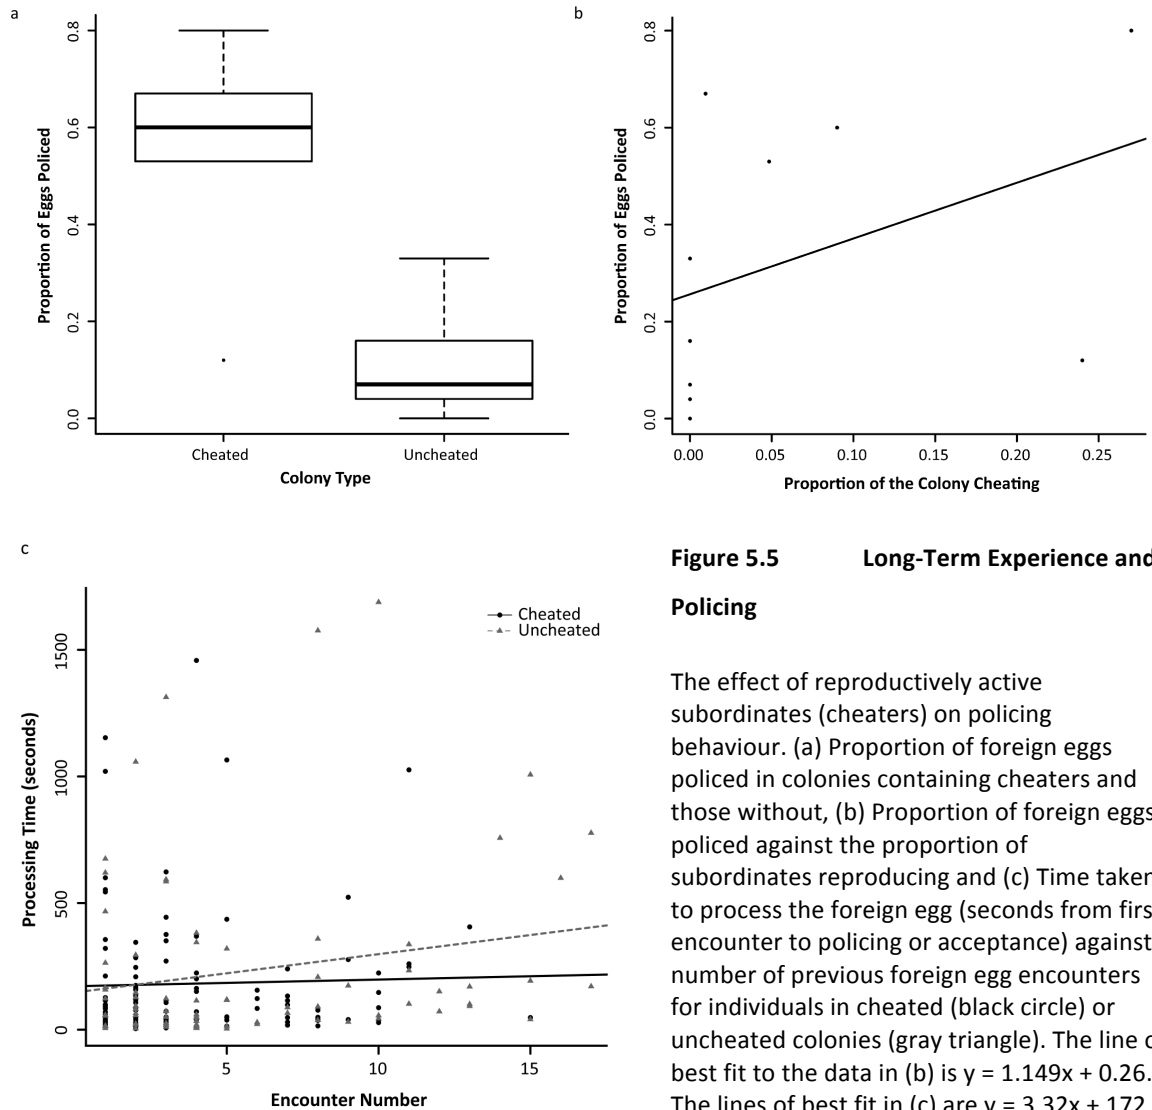 a
b
0.8
0.6
0.4
0.2
0.0
Proportion of Eggs Policed
Cheated Uncheated
Colony Type
0.8
0.6
0.4
0.2
0.0
Proportion of Eggs Policed
0.00 0.05 0.10 0.15 0.20 0.25
Proportion of the Colony Cheating
c
1500
1000
500
0
Processing Time (seconds)
Cheated
Uncheated
5 10 15
Encounter Number
Figure 5.5 Long-Term Experience and
Policing
The effect of reproductively active
subordinates (cheaters) on policing
behaviour. (a) Proportion of foreign eggs
policed in colonies containing cheaters and
those without, (b) Proportion of foreign eggs
policed against the proportion of
subordinates reproducing and (c) Time taken
to process the foreign egg (seconds from firs
encounter to policing or acceptance) against
number of previous foreign egg encounters
for individuals in cheated (black circle) or
uncheated colonies (gray triangle). The line o
best fit to the data in (b) is y = 1.149x + 0.26.
The lines of best fit in (c) are y = 3.32x + 172